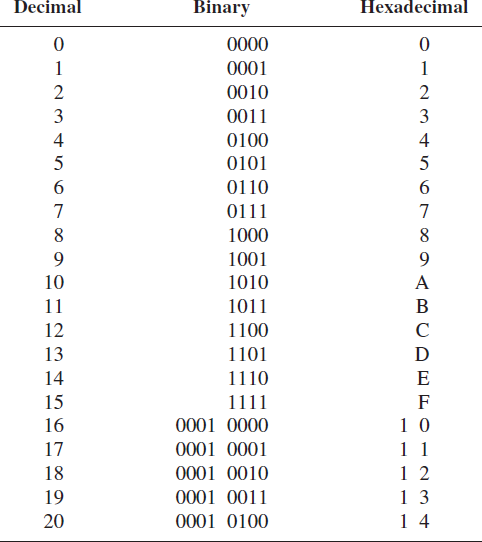 Decimal Binary Hexadecimal
0 0000 0
1 0001 1
2 0010 2
3 0011 3
4 0100 4
5 0101 5
6 0110 6
7 0111 7
8 1000 8
9 1001 9
10 1010 A
11 1011 B
12 1100 C
13 1101 D
14 1110 E
15 1111 F
16 0001 0000 1 0
17 0001 0001 1 1
18 0001 0010 1 2
19 0001 0011 1 3
20 0001 0100 1 4